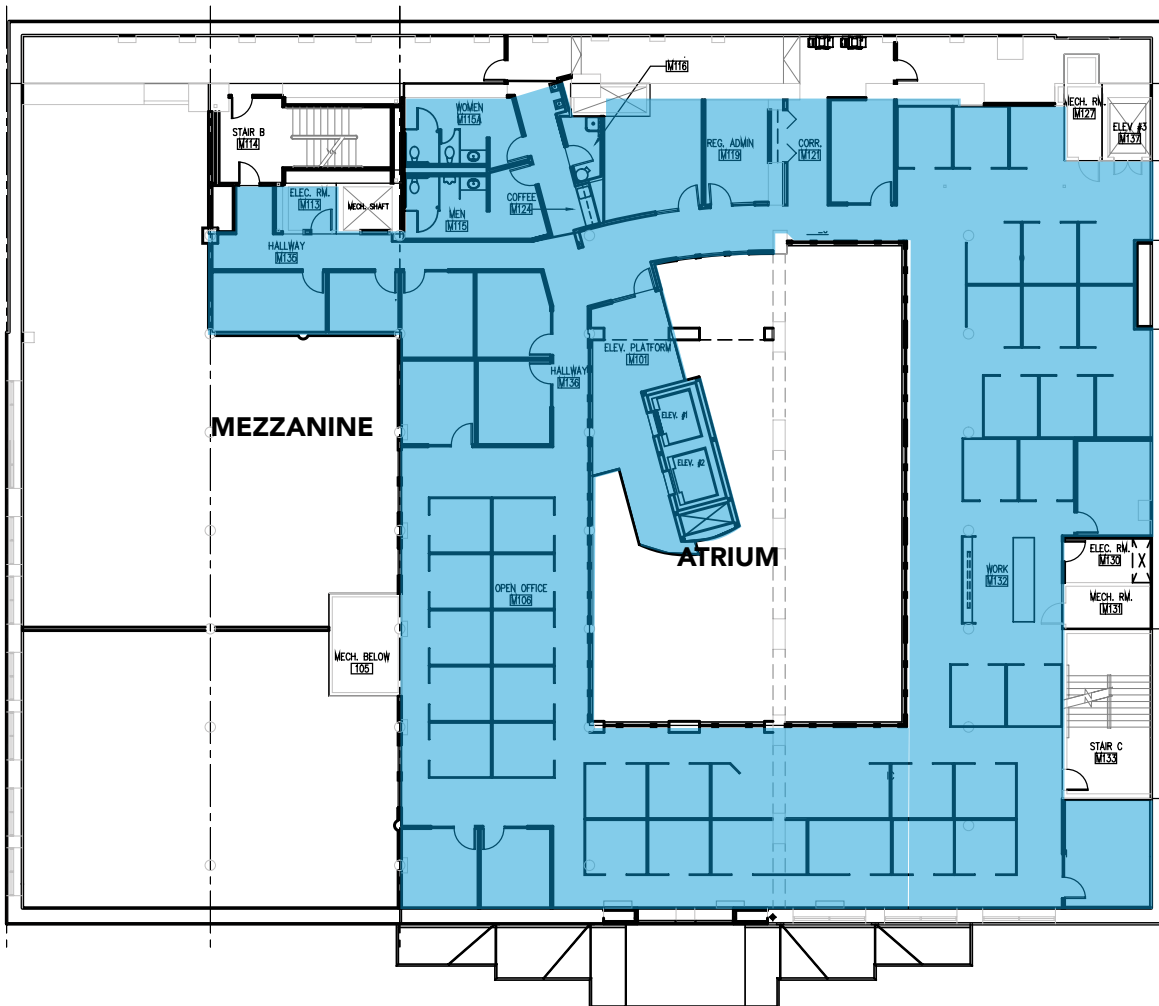 M116
WOMEN
M115A
MECH. RM.
M127
STAIR B
M114
ELEV #3
M137
REG. ADMIN
M119
CORR.
M121
ELEC. RM.
M113
MECH. SHAFT
COFFEE
M124
MEN
M115
HALLWAY
M135
ELEV. PLATFORM
M101
HALLWAY
M136
ELEV. #1
MEZZANINE
ELEV. #2
ATRIUM
ELEC. RM.
M130
WORK
M132
OPEN OFFICE
M106
MECH. RM.
M131
MECH. BELOW
105
STAIR C
M133